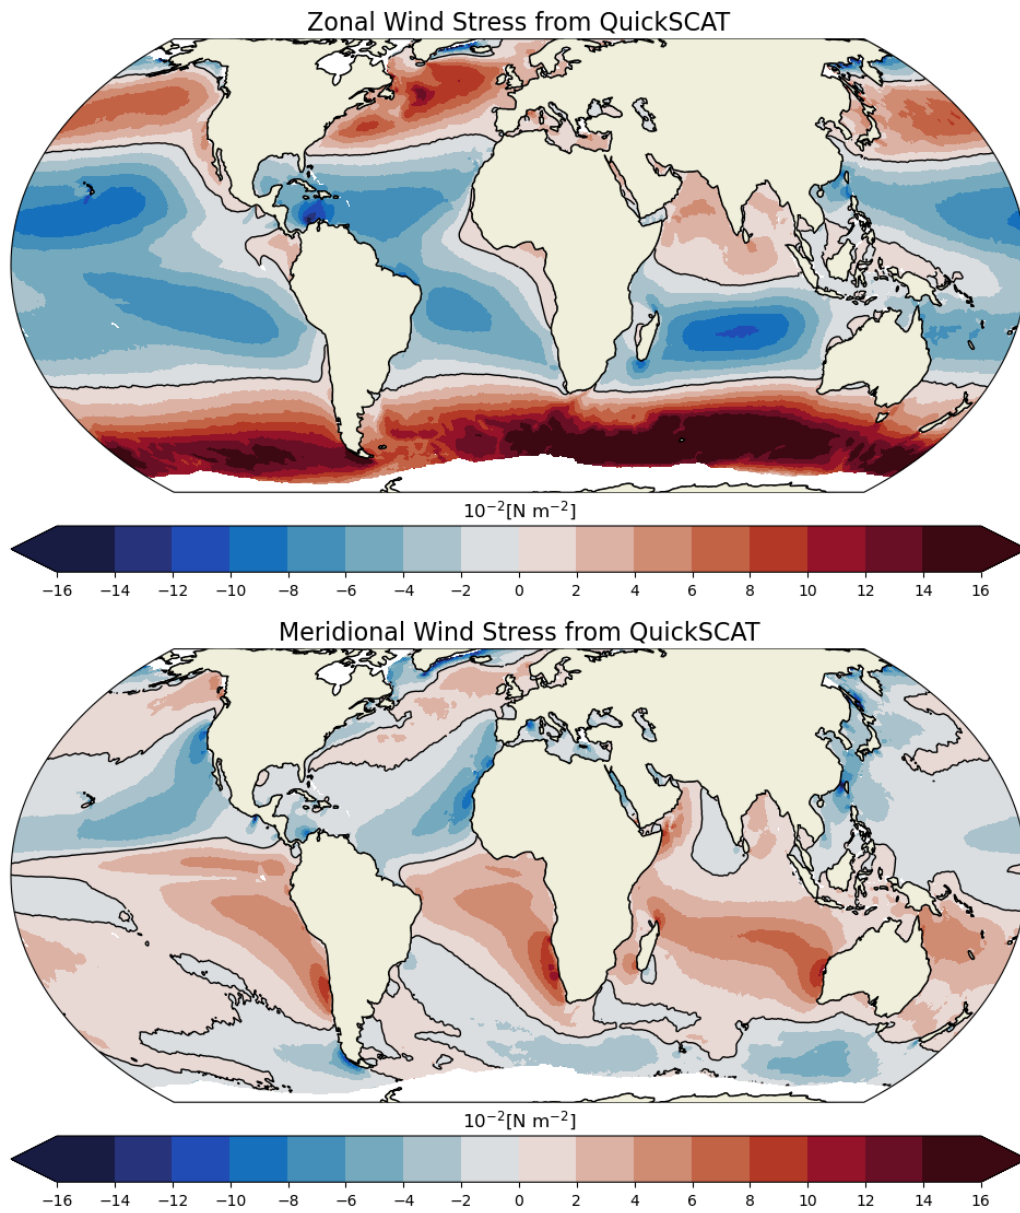 Zonal Wind Stress from QuickSCAT
10⁻²[N m⁻²]
−16 −14 −12 −10 −8 −6 −4 −2 0 2 4 6 8 10 12 14 16
Meridional Wind Stress from QuickSCAT
10⁻²[N m⁻²]
−16 −14 −12 −10 −8 −6 −4 −2 0 2 4 6 8 10 12 14 16